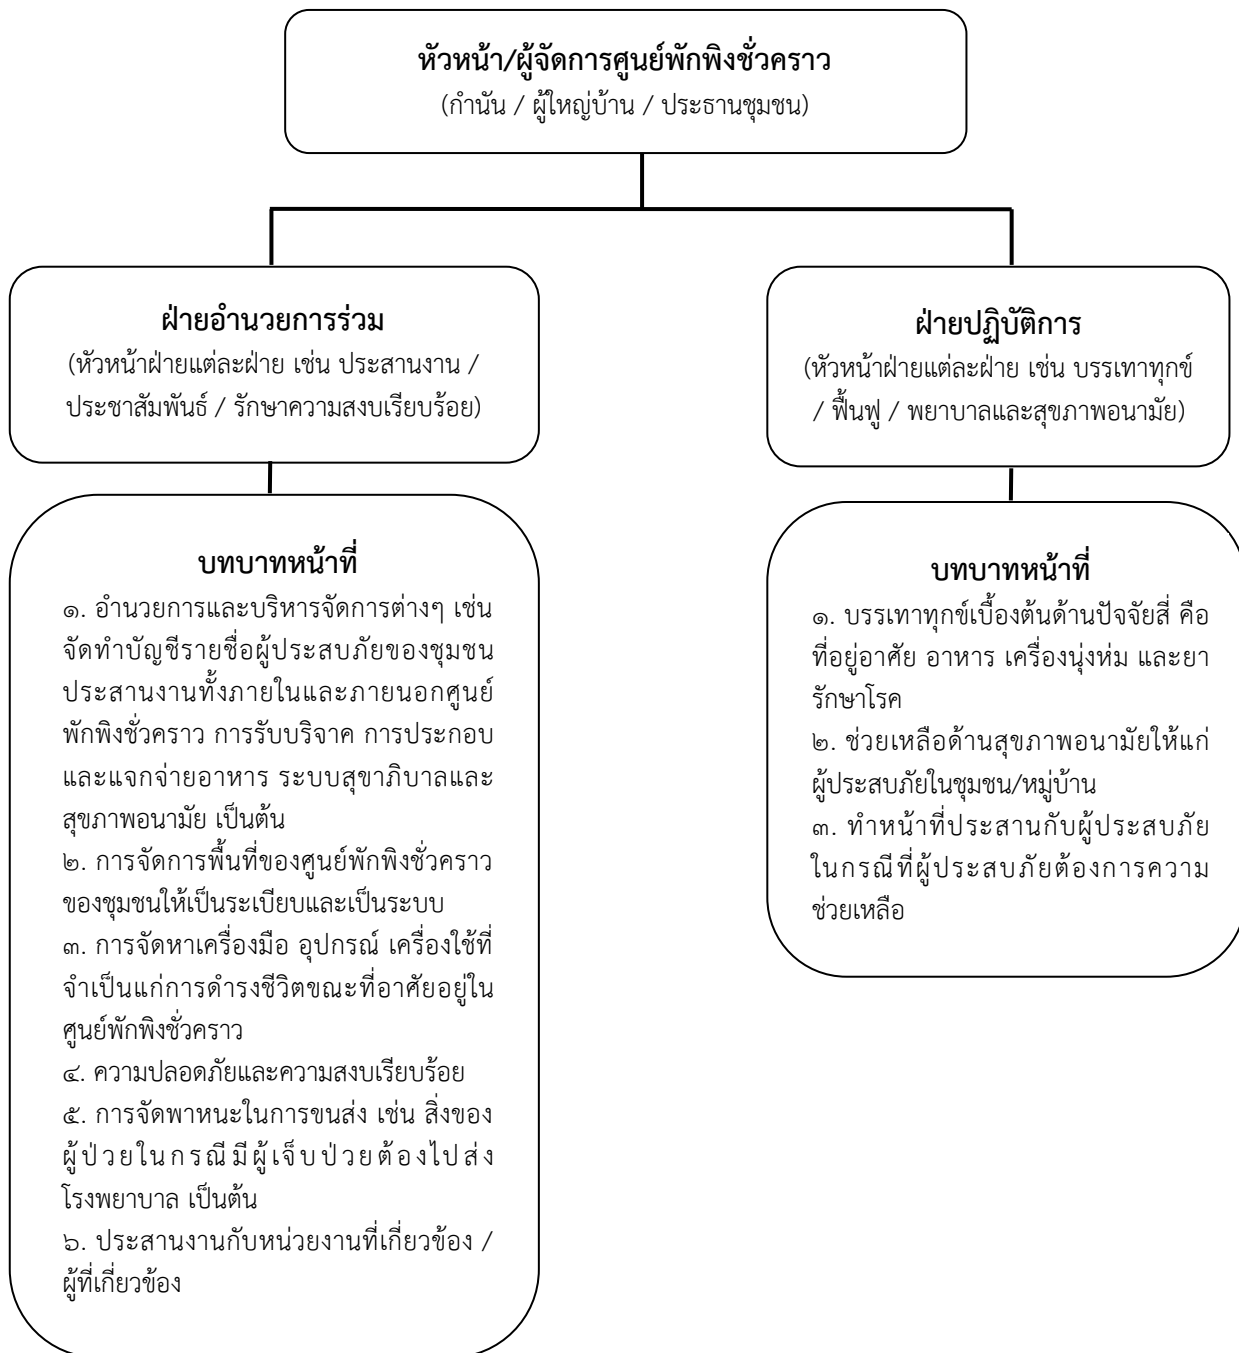 หัวหน้า/ผู้จัดการศูนย์พักพิงชั่วคราว
(กำนัน / ผู้ใหญ่บ้าน / ประธานชุมชน)
ฝ่ายอำนวยการร่วม
(หัวหน้าฝ่ายแต่ละฝ่าย เช่น ประสานงาน /
ประชาสัมพันธ์ / รักษาความสงบเรียบร้อย)
ฝ่ายปฏิบัติการ
(หัวหน้าฝ่ายแต่ละฝ่าย เช่น บรรเทาทุกข์
/ ฟื้นฟู / พยาบาลและสุขภาพอนามัย)
บทบาทหน้าที่
๑. อำนวยการและบริหารจัดการต่างๆ เช่น
จัดทำบัญชีรายชื่อผู้ประสบภัยของชุมชน
ประสานงานทั้งภายในและภายนอกศูนย์
พักพิงชั่วคราว การรับบริจาค การประกอบ
และแจกจ่ายอาหาร ระบบสุขาภิบาลและ
สุขภาพอนามัย เป็นต้น
๒. การจัดการพื้นที่ของศูนย์พักพิงชั่วคราว
ของชุมชนให้เป็นระเบียบและเป็นระบบ
๓. การจัดหาเครื่องมือ อุปกรณ์ เครื่องใช้ที่
จำเป็นแก่การดำรงชีวิตขณะที่อาศัยอยู่ใน
ศูนย์พักพิงชั่วคราว
๔. ความปลอดภัยและความสงบเรียบร้อย
๕. การจัดพาหนะในการขนส่ง เช่น สิ่งของ
ผู้ป่วยในกรณีมีผู้เจ็บป่วยต้องไปส่ง
โรงพยาบาล เป็นต้น
๖. ประสานงานกับหน่วยงานที่เกี่ยวข้อง /
ผู้ที่เกี่ยวข้อง
บทบาทหน้าที่
๑. บรรเทาทุกข์เบื้องต้นด้านปัจจัยสี่ คือ
ที่อยู่อาศัย อาหาร เครื่องนุ่งห่ม และยา
รักษาโรค
๒. ช่วยเหลือด้านสุขภาพอนามัยให้แก่
ผู้ประสบภัยในชุมชน/หมู่บ้าน
๓. ทำหน้าที่ประสานกับผู้ประสบภัย
ในกรณีที่ผู้ประสบภัยต้องการความ
ช่วยเหลือ